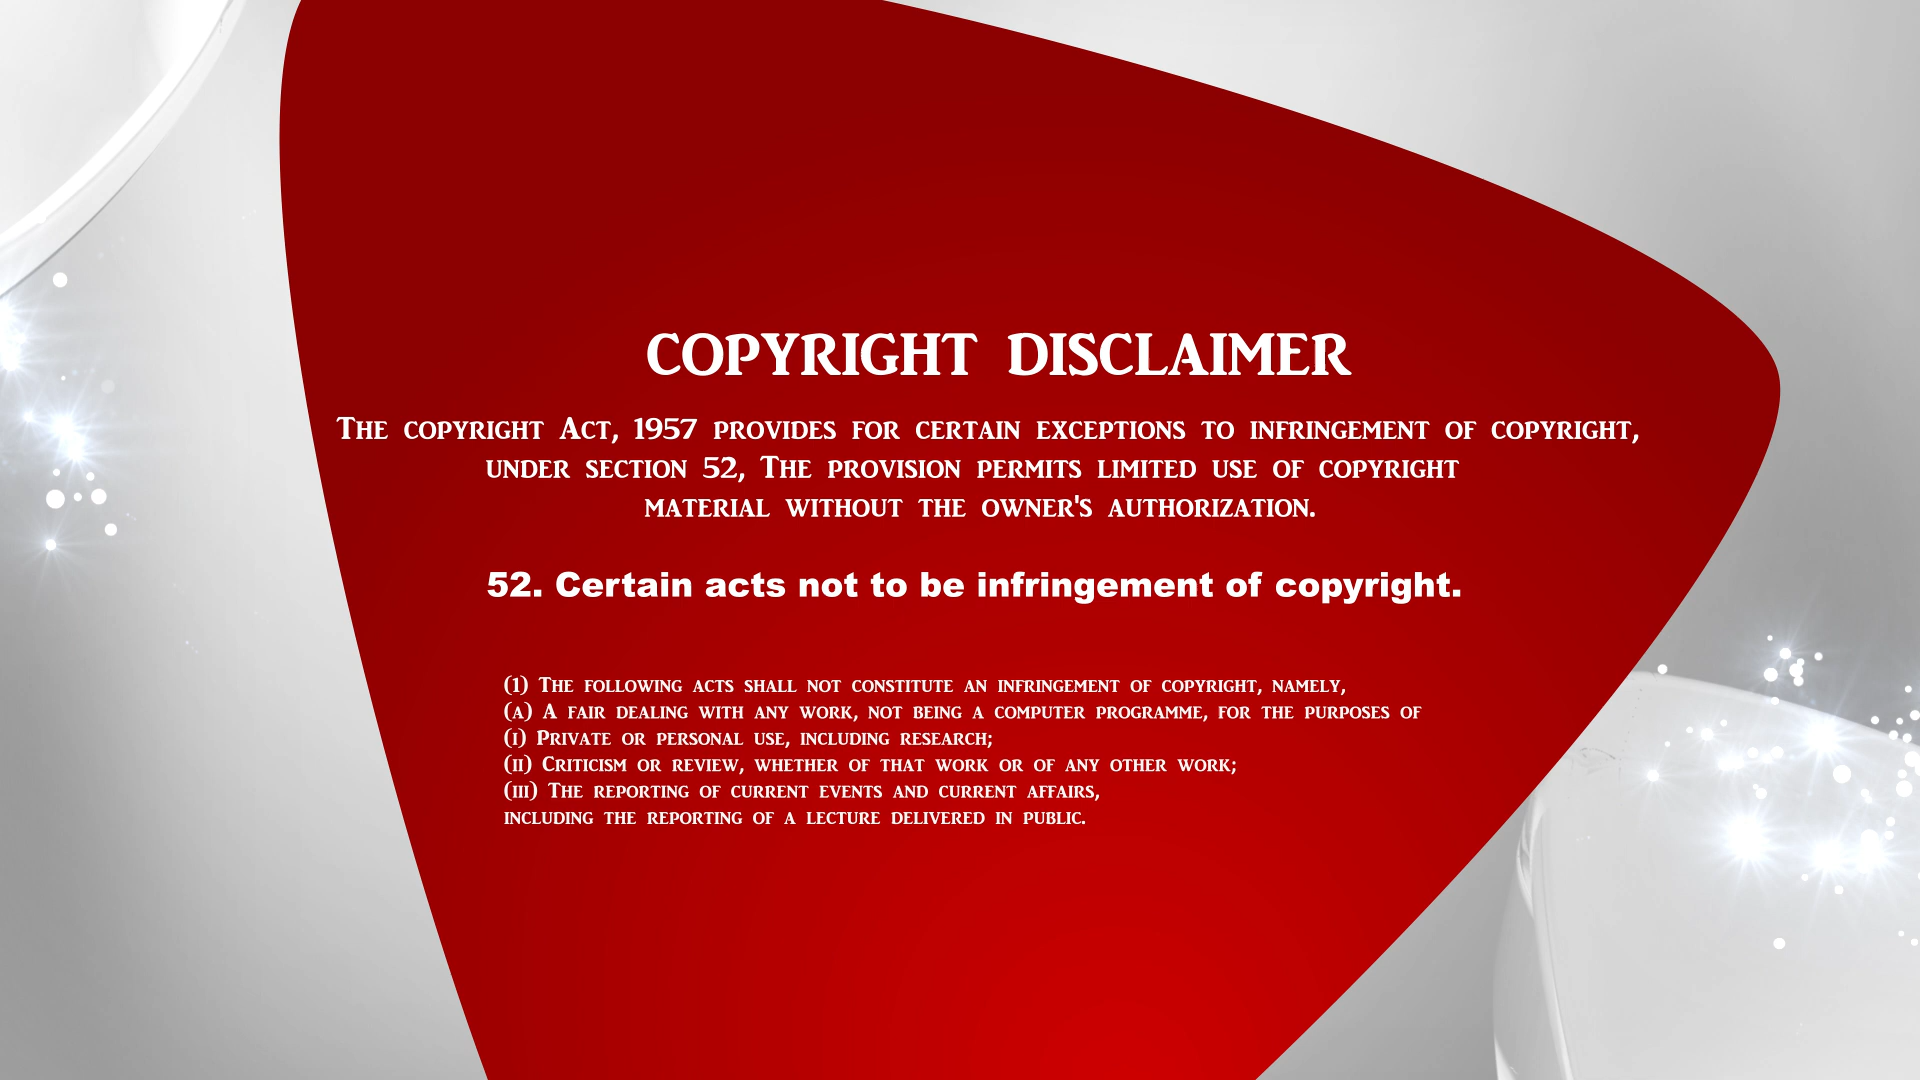 COPYRIGHT DISCLAIMER
The copyright Act, 1957 provides for certain exceptions to infringement of copyright,
under section 52, The provision permits limited use of copyright
material without the owner's authorization.
52. Certain acts not to be infringement of copyright.
(1) The following acts shall not constitute an infringement of copyright, namely,
(a) A fair dealing with any work, not being a computer programme, for the purposes of
(i) Private or personal use, including research;
(ii) Criticism or review, whether of that work or of any other work;
(iii) The reporting of current events and current affairs,
including the reporting of a lecture delivered in public.